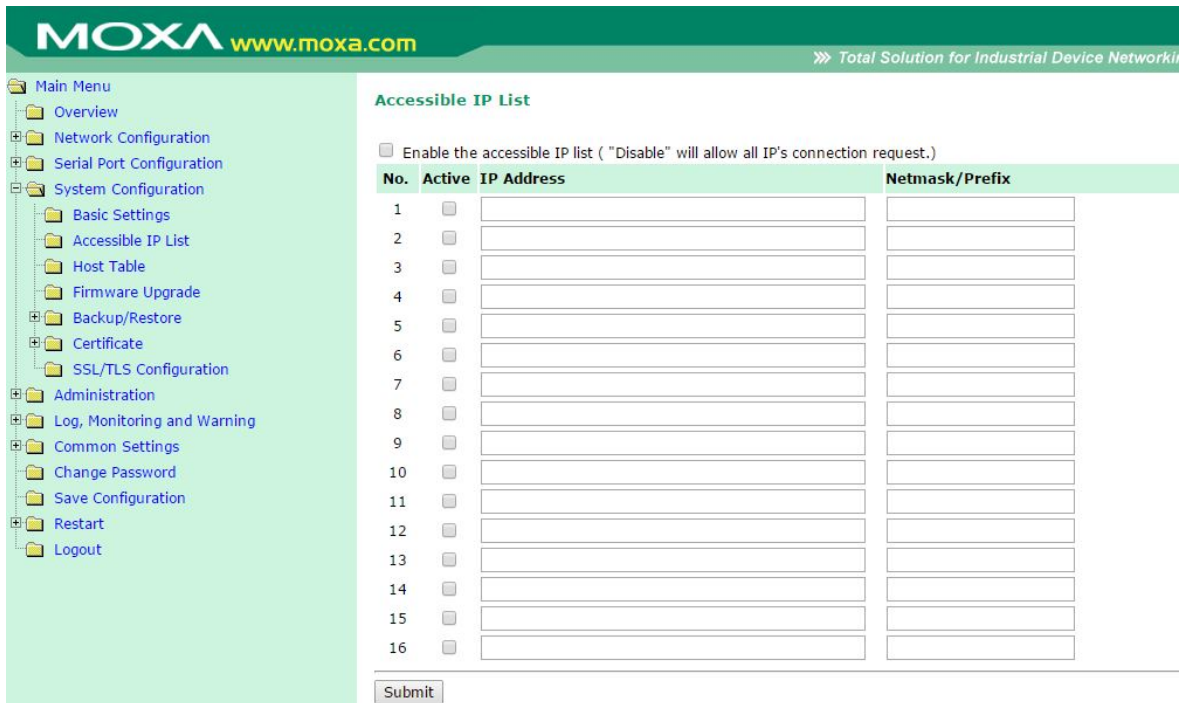 MOXA www.moxa.com
Total Solution for Industrial Device Networkin
Main Menu
Overview
Network Configuration
Serial Port Configuration
System Configuration
Basic Settings
Accessible IP List
Host Table
Firmware Upgrade
Backup/Restore
Certificate
SSL/TLS Configuration
Administration
Log, Monitoring and Warning
Common Settings
Change Password
Save Configuration
Restart
Logout
Accessible IP List
Enable the accessible IP list ( "Disable" will allow all IP's connection request.)
No. Active IP Address Netmask/Prefix
1
2
3
4
5
6
7
8
9
10
11
12
13
14
15
16
Submit